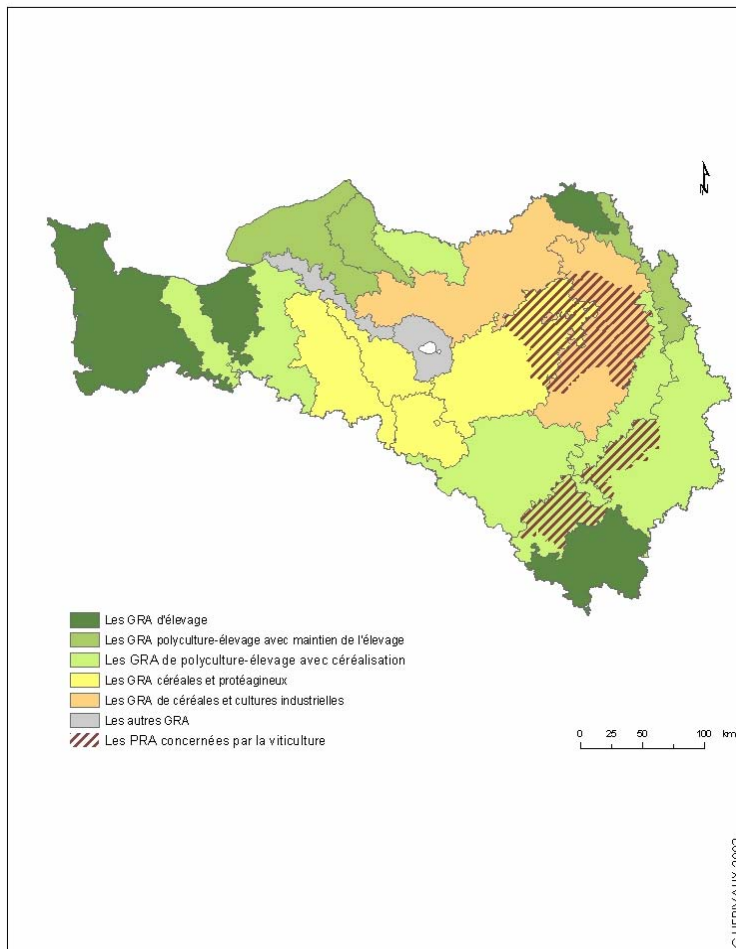 N
Les GRA d'élevage
Les GRA polyculture-élevage avec maintien de l'élevage
Les GRA de polyculture-élevage avec céréalisation
Les GRA céréales et protéagineux
Les GRA de céréales et cultures industrielles
Les autres GRA
Les PRA concernées par la viticulture
0 25 50 100 km